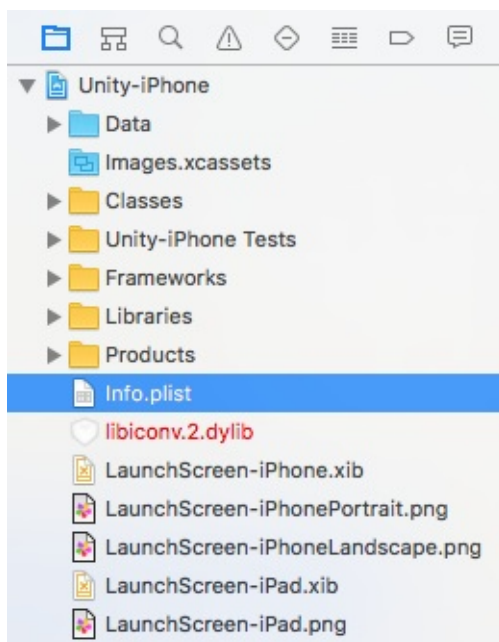 Unity-iPhone
Data
Images.xcassets
Classes
Unity-iPhone Tests
Frameworks
Libraries
Products
Info.plist
libiconv.2.dylib
LaunchScreen-iPhone.xib
LaunchScreen-iPhonePortrait.png
LaunchScreen-iPhoneLandscape.png
LaunchScreen-iPad.xib
LaunchScreen-iPad.png